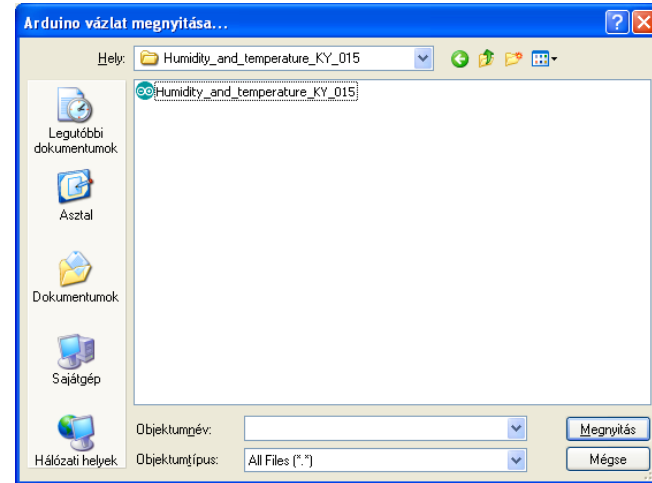 Arduino vázlat megnyitása...
Hely: Humidity_and_temperature_KY_015
Humidity_and_temperature_KY_015
Legutóbbi
dokumentumok
Asztal
Dokumentumok
Sajátgép
Hálózati helyek
Objektumnév:
Megnyitás
Objektumtípus: All Files (*.*)
Mégse